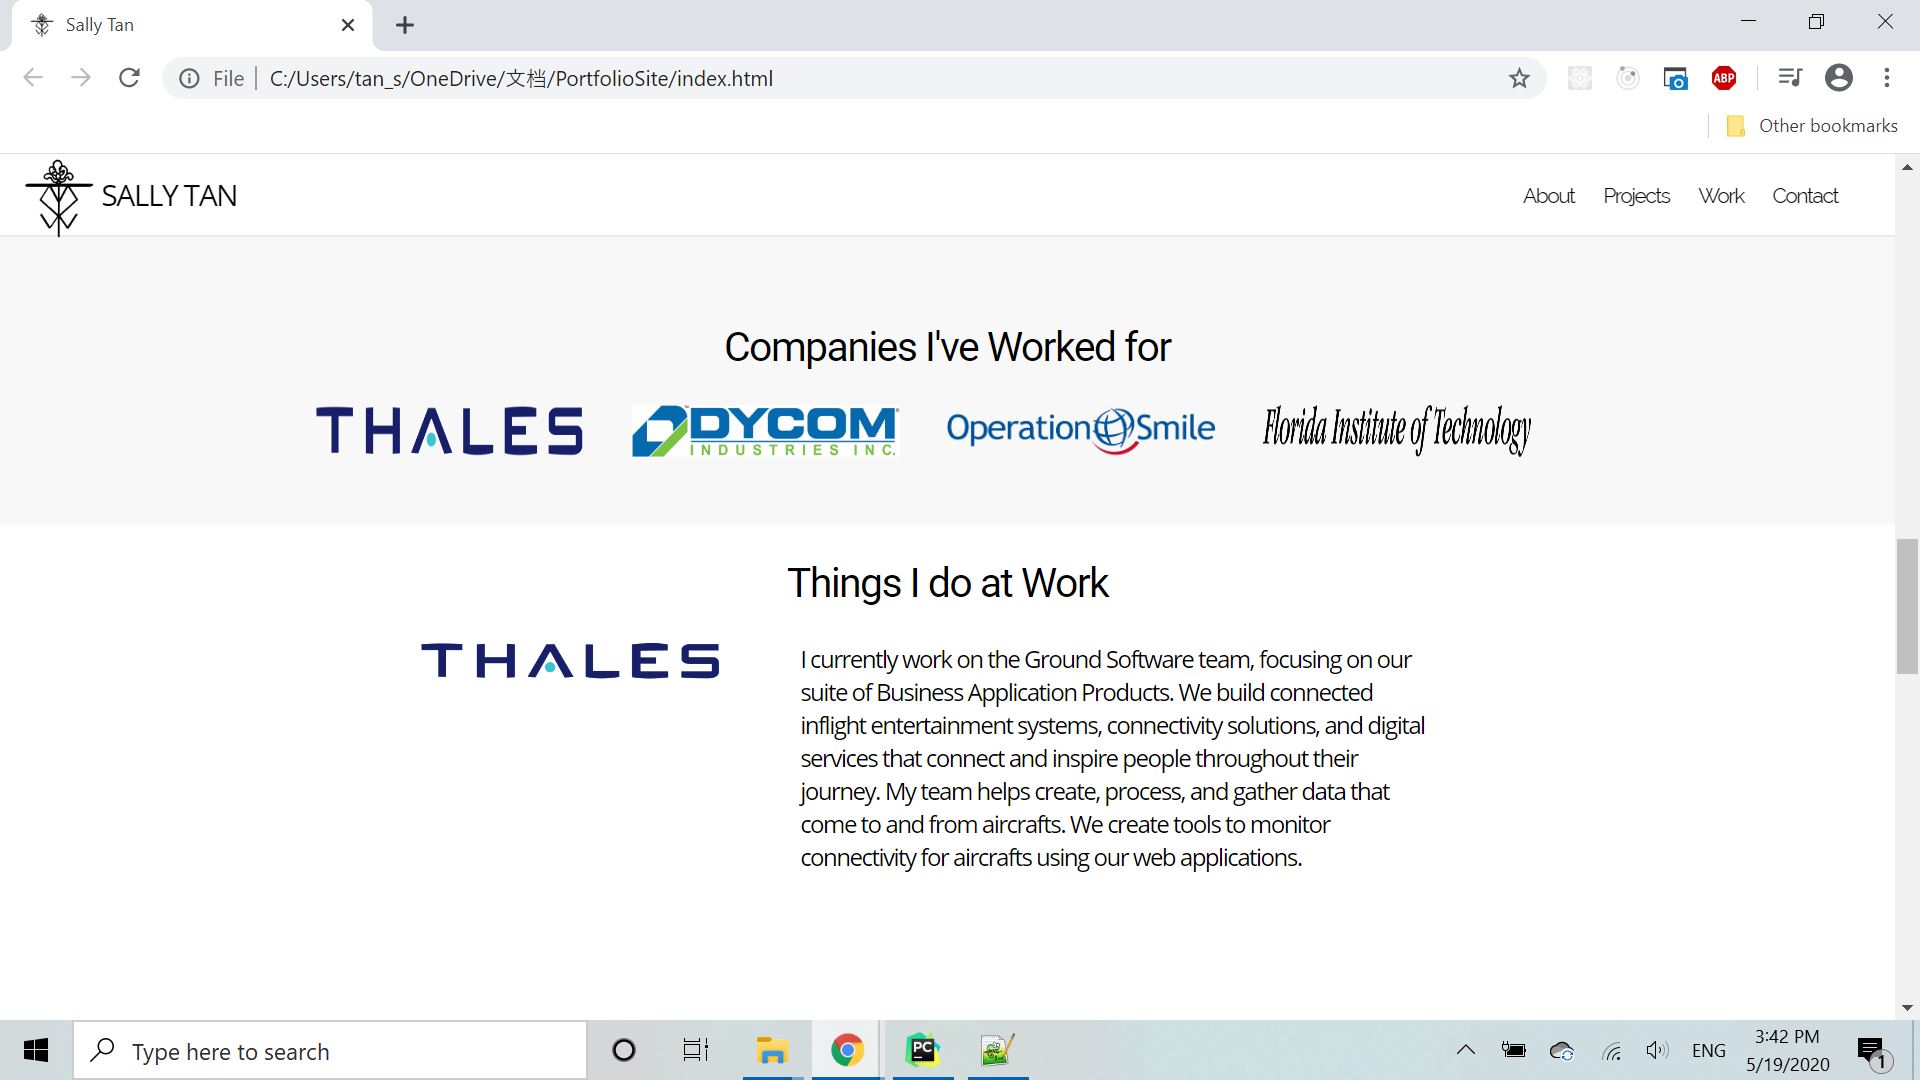 Sally Tan
File
C:/Users/tan_s/OneDrive/文档/PortfolioSite/index.html
ABP
Other bookmarks
SALLY TAN
About Projects Work Contact
Companies I've Worked for
THALES
DYCOM
INDUSTRIES INC.
Operation Smile
Florida Institute of Technology
Things I do at Work
THALES
I currently work on the Ground Software team, focusing on our
suite of Business Application Products. We build connected
inflight entertainment systems, connectivity solutions, and digital
services that connect and inspire people throughout their
journey. My team helps create, process, and gather data that
come to and from aircrafts. We create tools to monitor
connectivity for aircrafts using our web applications.
Type here to search
PC
ENG
3:42 PM
5/19/2020
1